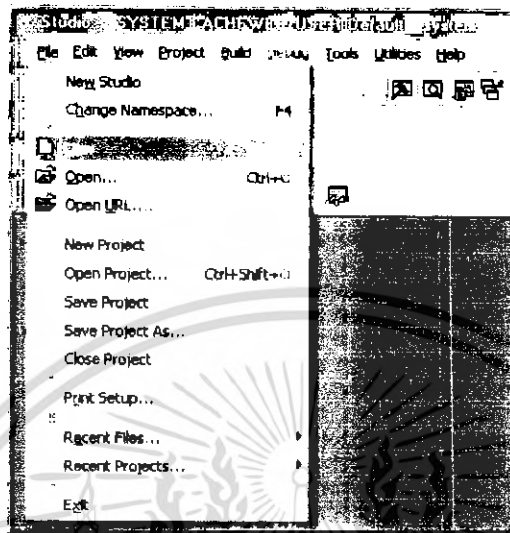 Studio
File Edit View Project Build Debug Tools Utilities Help
New Studio
Change Namespace... F4
Open... Ctrl+O
Open URL...
New Project
Open Project... Ctrl+Shift+O
Save Project
Save Project As...
Close Project
Print Setup...
Recent Files...
Recent Projects...
Exit